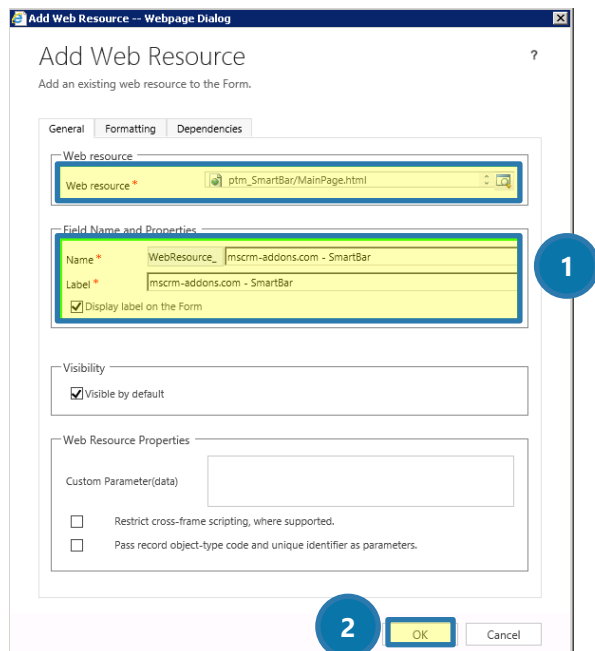 Add Web Resource -- Webpage Dialog
Add Web Resource
?
Add an existing web resource to the Form.
General Formatting Dependencies
Web resource
Web resource * ptm_SmartBar/MainPage.html
Field Name and Properties
1
Name * WebResource_ mscrm-addons.com - SmartBar
Label * mscrm-addons.com - SmartBar
Display label on the Form
Visibility
Visible by default
Web Resource Properties
Custom Parameter(data)
Restrict cross-frame scripting, where supported.
Pass record object-type code and unique identifier as parameters.
2 OK Cancel